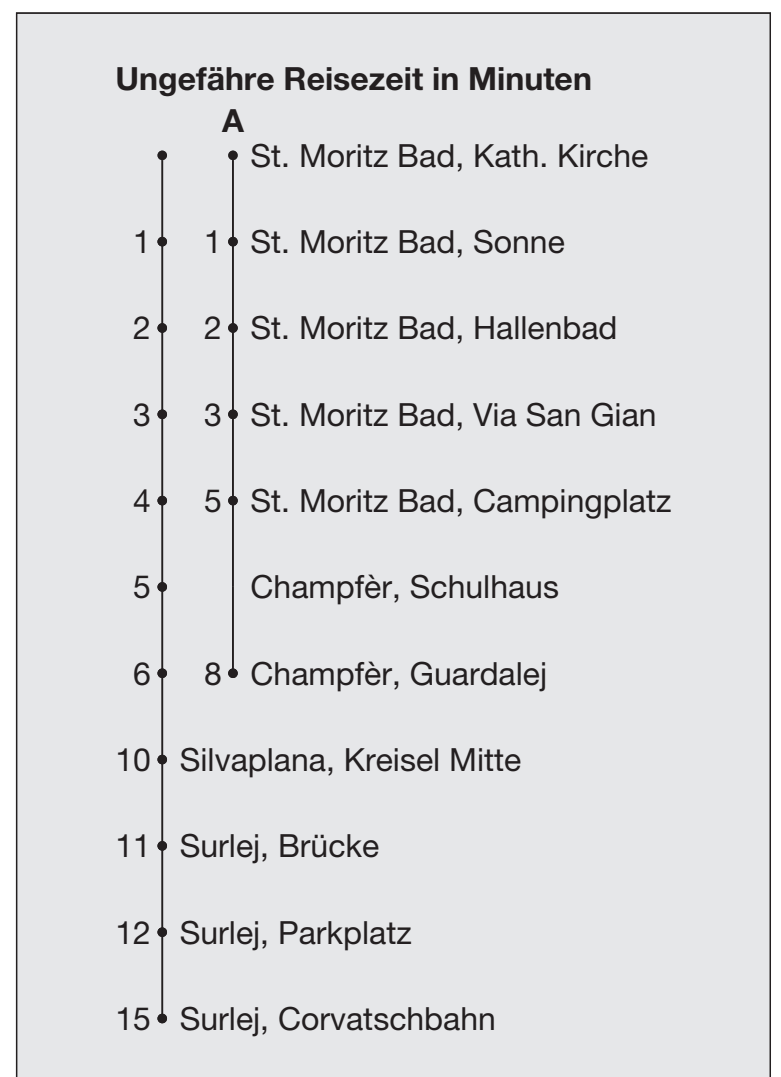 Ungefähre Reisezeit in Minuten
A
St. Moritz Bad, Kath. Kirche
1 1 St. Moritz Bad, Sonne
2 2 St. Moritz Bad, Hallenbad
3 3 St. Moritz Bad, Via San Gian
4 5 St. Moritz Bad, Campingplatz
5 Champfèr, Schulhaus
6 8 Champfèr, Guardalej
10 Silvaplana, Kreisel Mitte
11 Surlej, Brücke
12 Surlej, Parkplatz
15 Surlej, Corvatschbahn